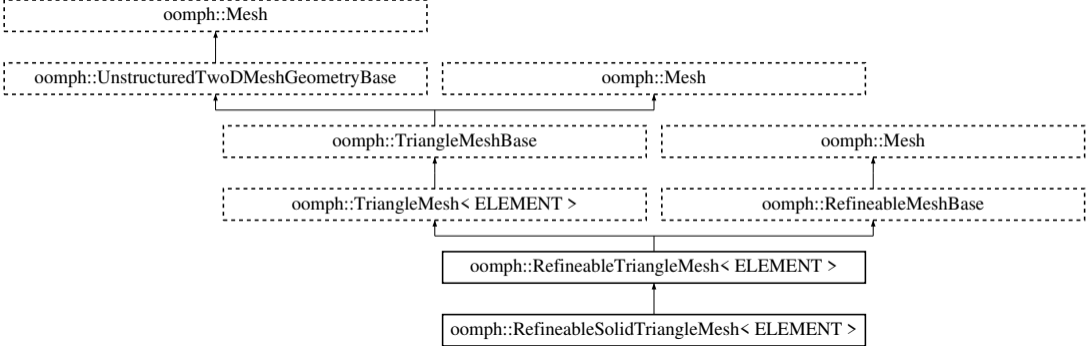 oomph::Mesh
oomph::UnstructuredTwoDMeshGeometryBase
oomph::Mesh
oomph::TriangleMeshBase
oomph::Mesh
oomph::TriangleMesh< ELEMENT >
oomph::RefineableMeshBase
oomph::RefineableTriangleMesh< ELEMENT >
oomph::RefineableSolidTriangleMesh< ELEMENT >